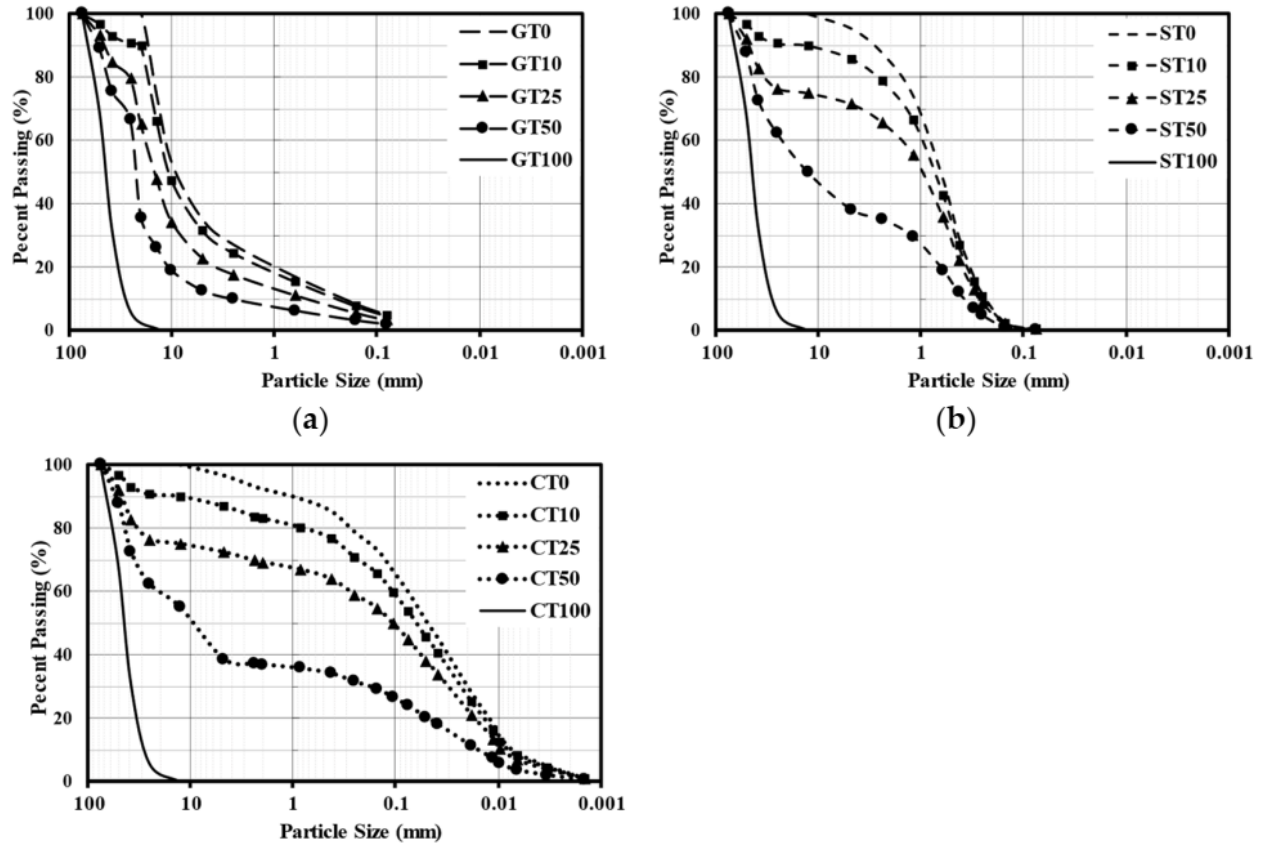 100
80
60
40
20
0
Pecent Passing (%)
GT0
GT10
GT25
GT50
GT100
100 10 1 0.1 0.01 0.001
Particle Size (mm)
(a)
100
80
60
40
20
0
Pecent Passing (%)
ST0
ST10
ST25
ST50
ST100
100 10 1 0.1 0.01 0.001
Particle Size (mm)
(b)
100
80
60
40
20
0
Pecent Passing (%)
CT0
CT10
CT25
CT50
CT100
100 10 1 0.1 0.01 0.001
Particle Size (mm)